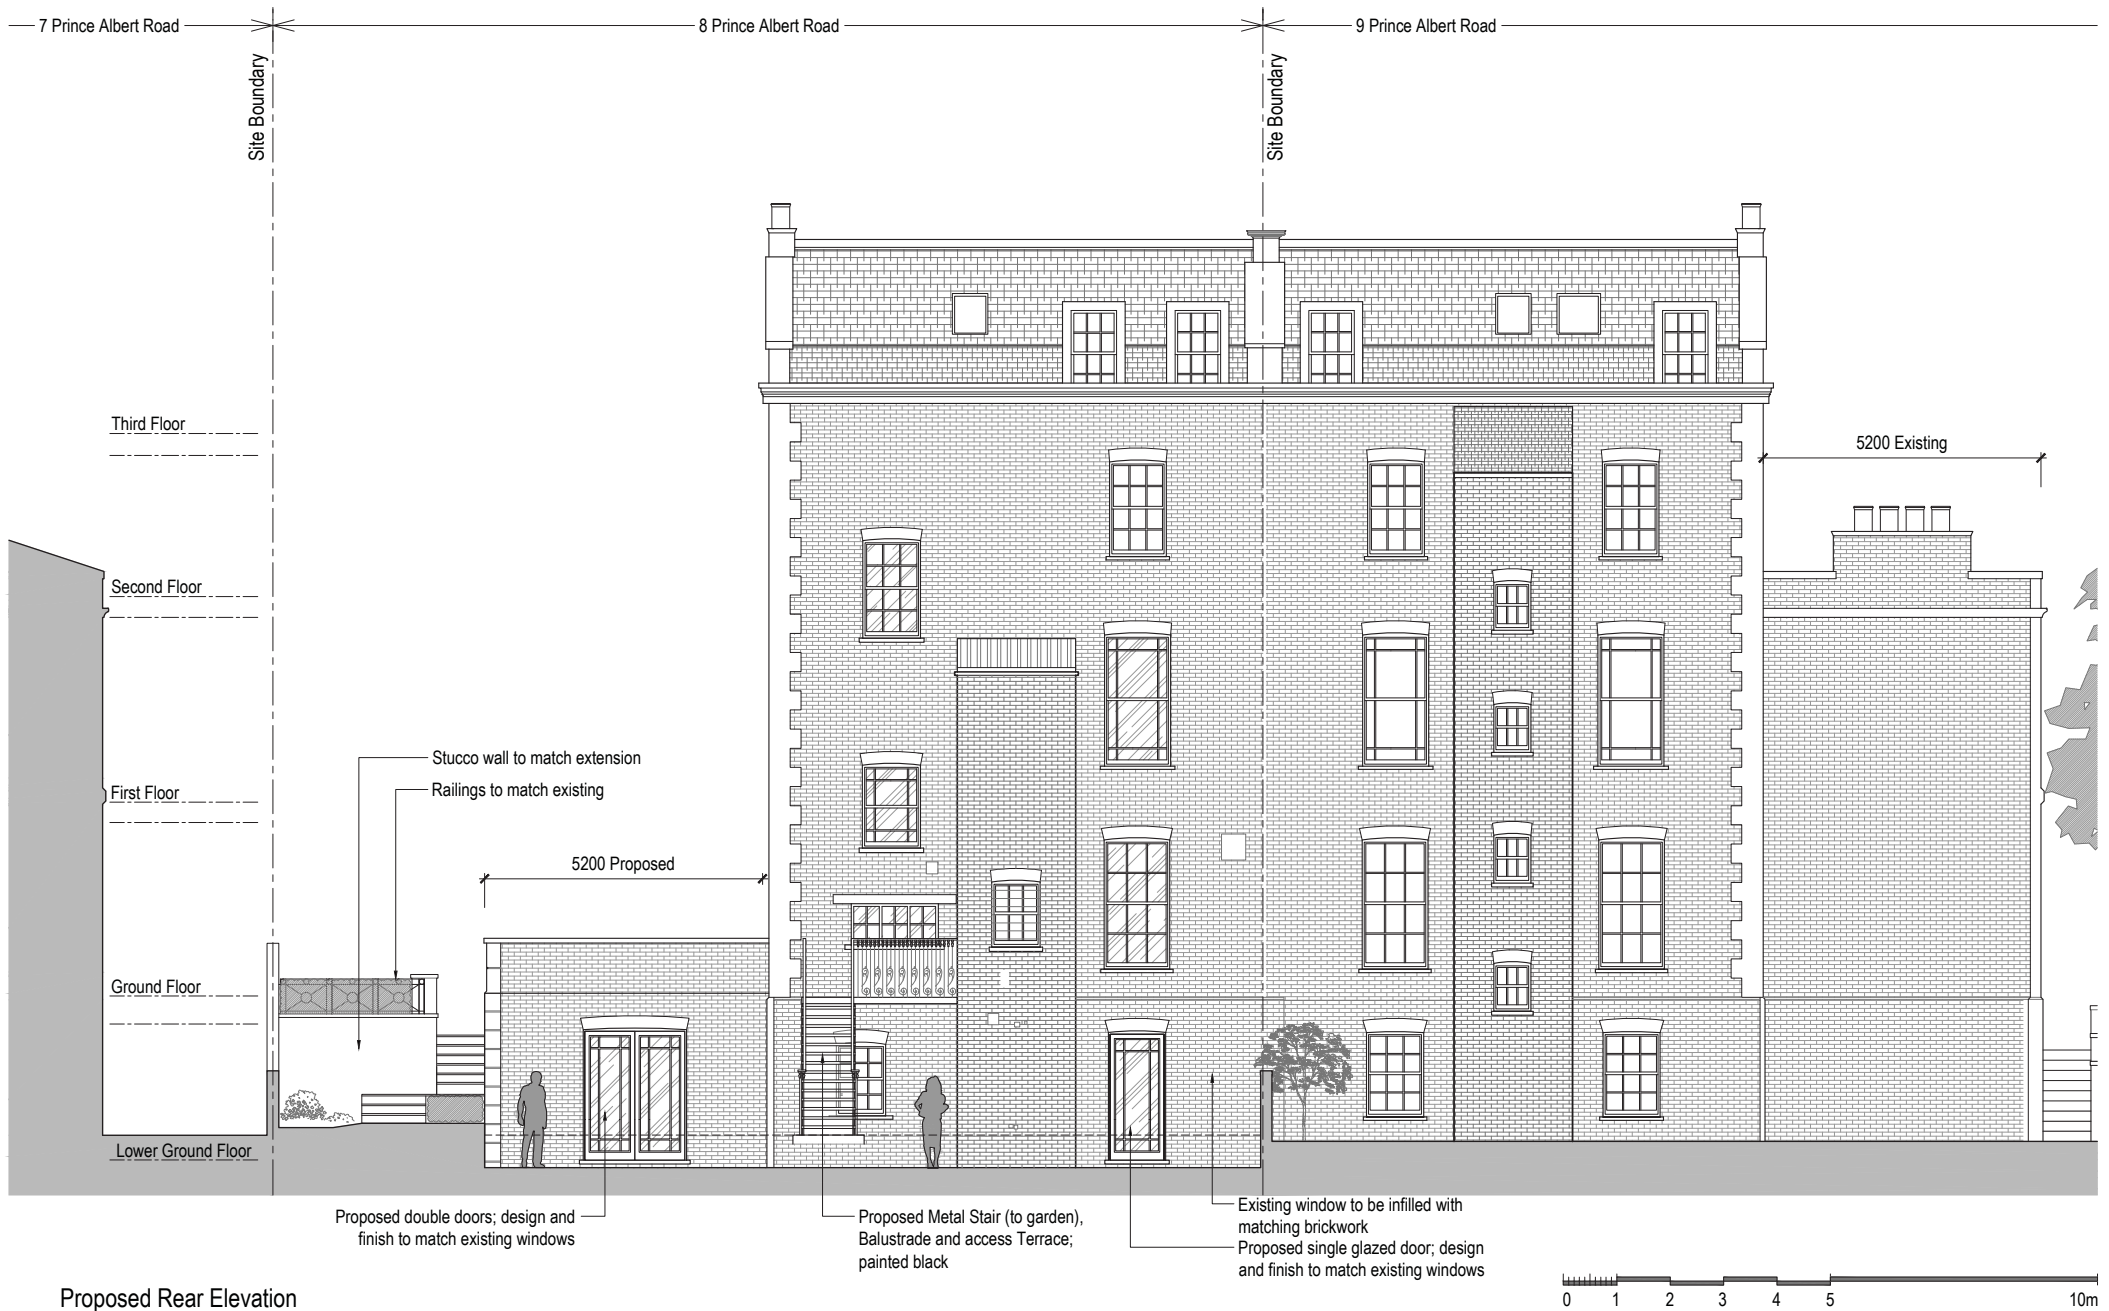 7 Prince Albert Road
8 Prince Albert Road
9 Prince Albert Road
Site Boundary
Site Boundary
Third Floor
5200 Existing
Second Floor
Stucco wall to match extension
Railings to match existing
First Floor
5200 Proposed
Ground Floor
Lower Ground Floor
Proposed double doors; design and
finish to match existing windows
Proposed Metal Stair (to garden),
Balustrade and access Terrace;
painted black
Existing window to be infilled with
matching brickwork
Proposed single glazed door; design
and finish to match existing windows
Proposed Rear Elevation
0 1 2 3 4 5 10m